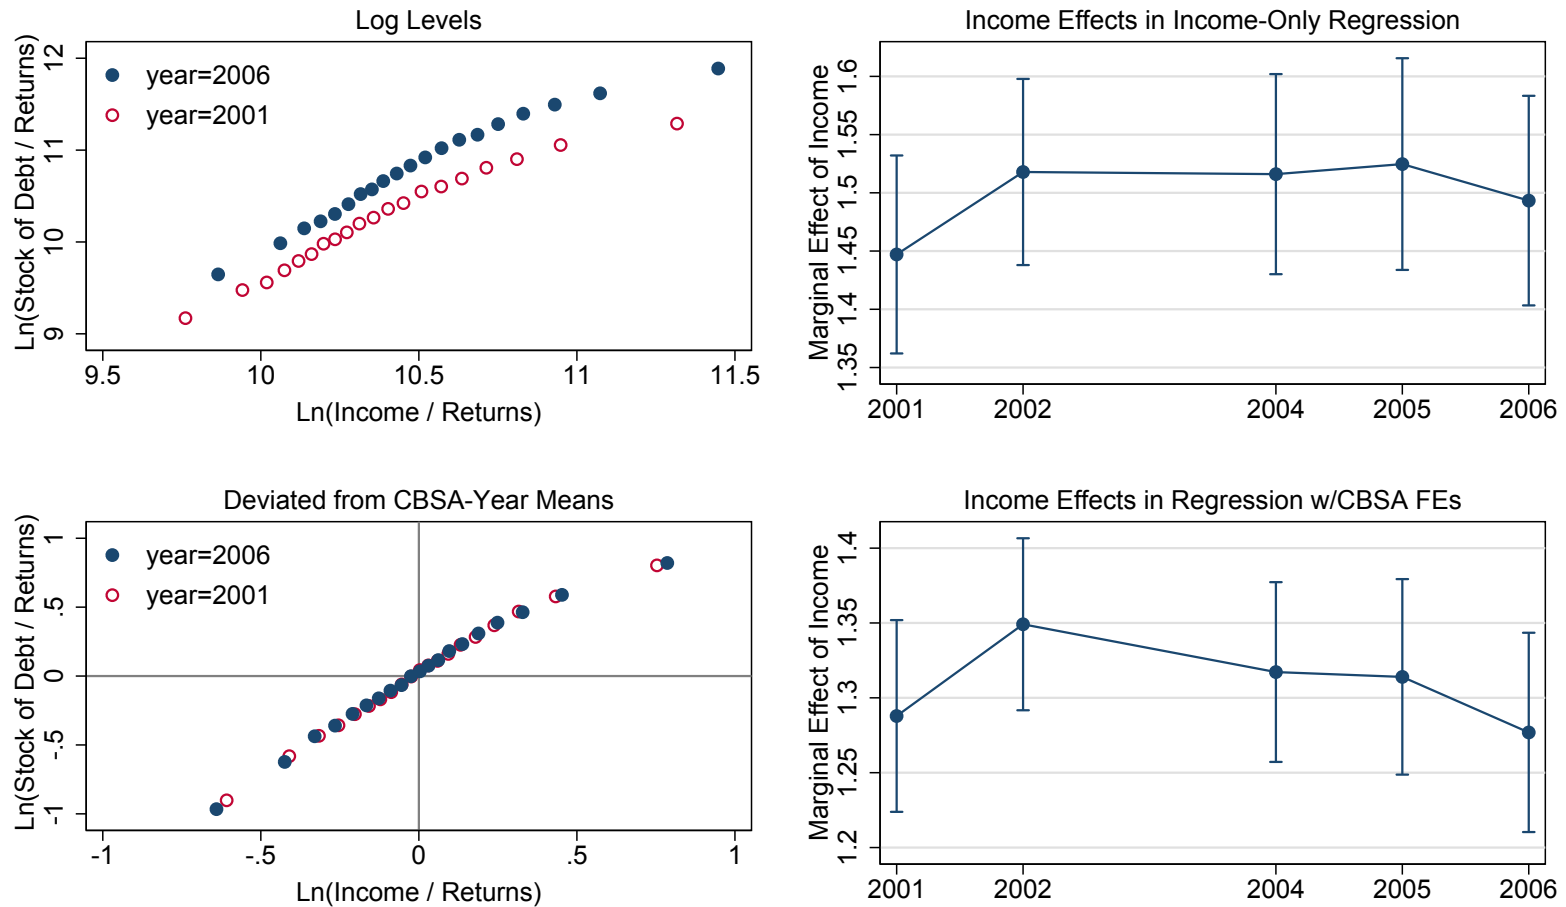 Log Levels
Ln(Stock of Debt / Returns)
12
11
10
9
year=2006
year=2001
9.5 10 10.5 11 11.5
Ln(Income / Returns)
Income Effects in Income-Only Regression
Marginal Effect of Income
1.6
1.55
1.5
1.45
1.4
1.35
2001 2002 2004 2005 2006
Deviated from CBSA-Year Means
Ln(Stock of Debt / Returns)
1
.5
0
-.5
-1
year=2006
year=2001
-1 -.5 0 .5 1
Ln(Income / Returns)
Income Effects in Regression w/CBSA FEs
Marginal Effect of Income
1.4
1.35
1.3
1.25
1.2
2001 2002 2004 2005 2006